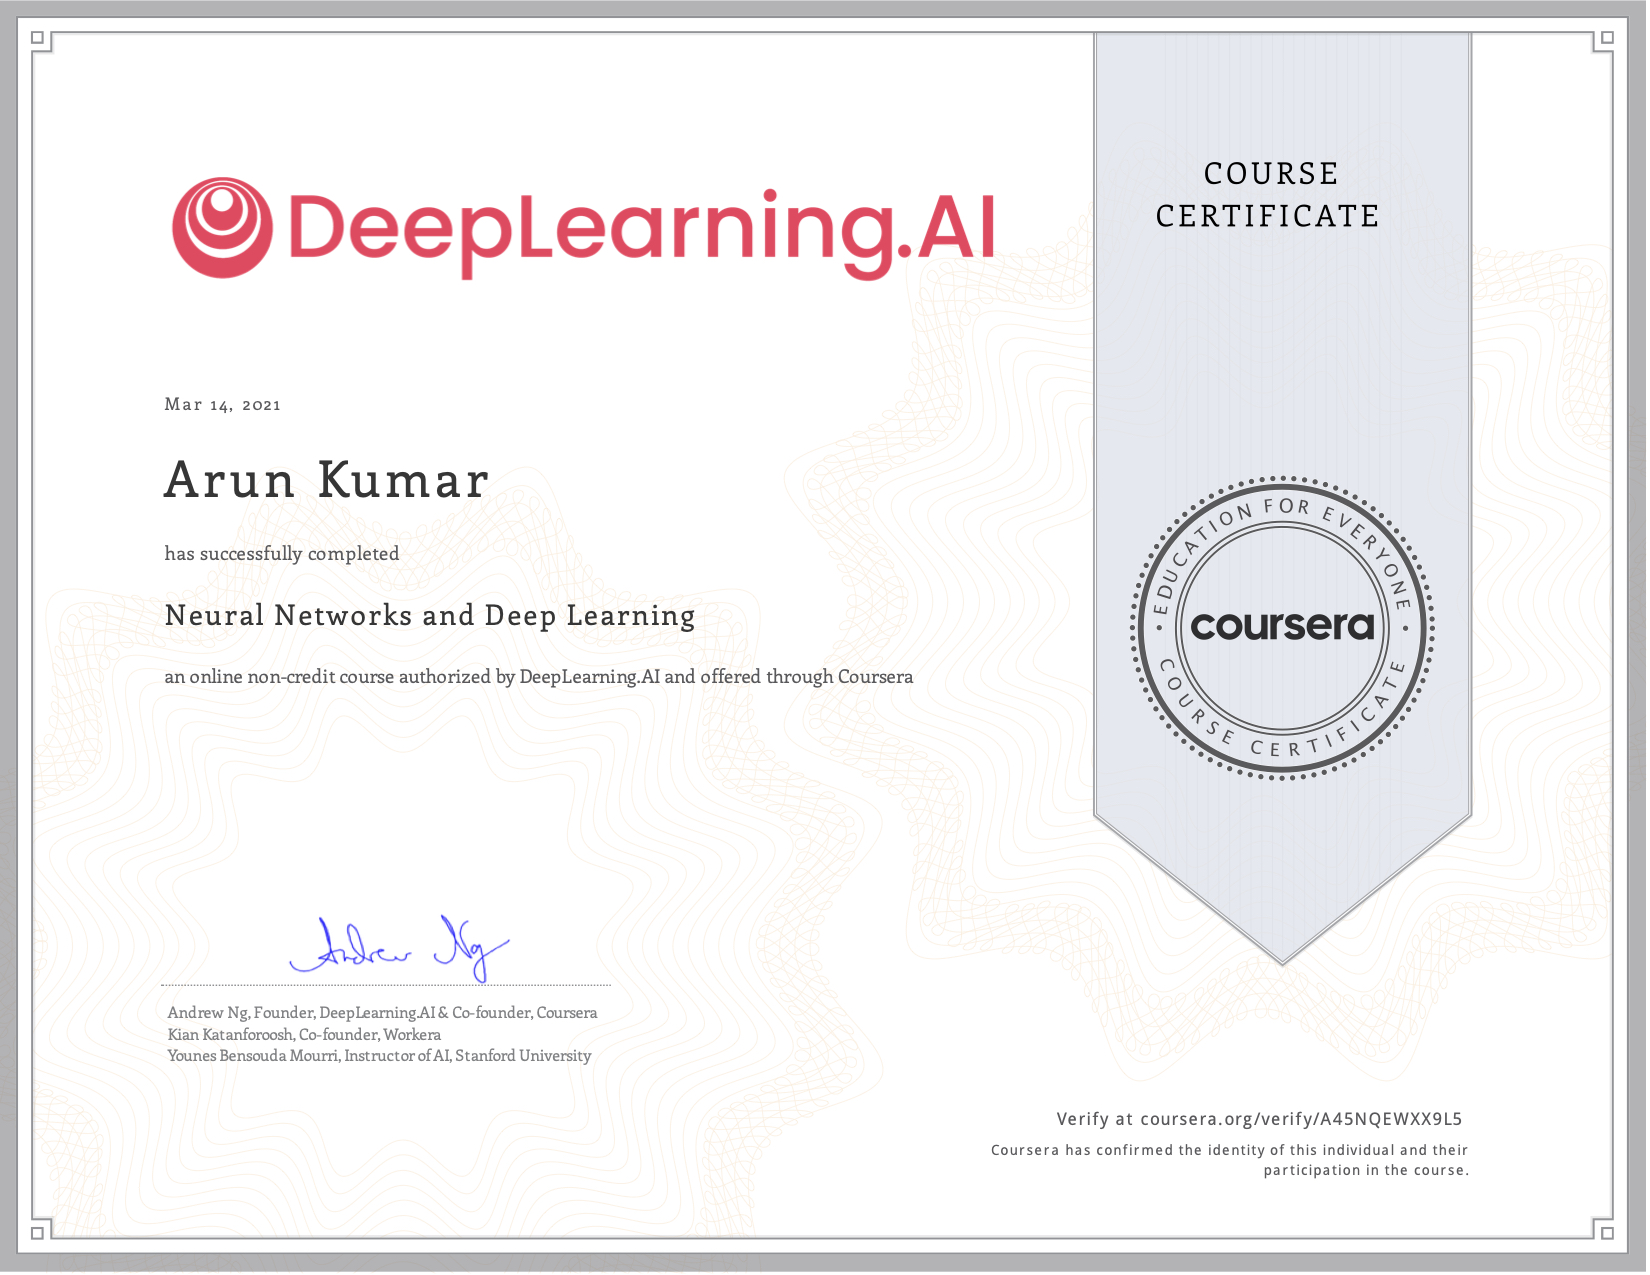 DeepLearning.AI
COURSE
CERTIFICATE
Mar 14, 2021
Arun Kumar
has successfully completed
Neural Networks and Deep Learning
an online non-credit course authorized by DeepLearning.AI and offered through Coursera
EDUCATION FOR EVERYONE
coursera
COURSE CERTIFICATE
Andrew Ng
Andrew Ng, Founder, DeepLearning.AI & Co-founder, Coursera
Kian Katanforoosh, Co-founder, Workera
Younes Bensouda Mourri, Instructor of AI, Stanford University
Verify at coursera.org/verify/A45NQEWXX9L5
Coursera has confirmed the identity of this individual and their
participation in the course.